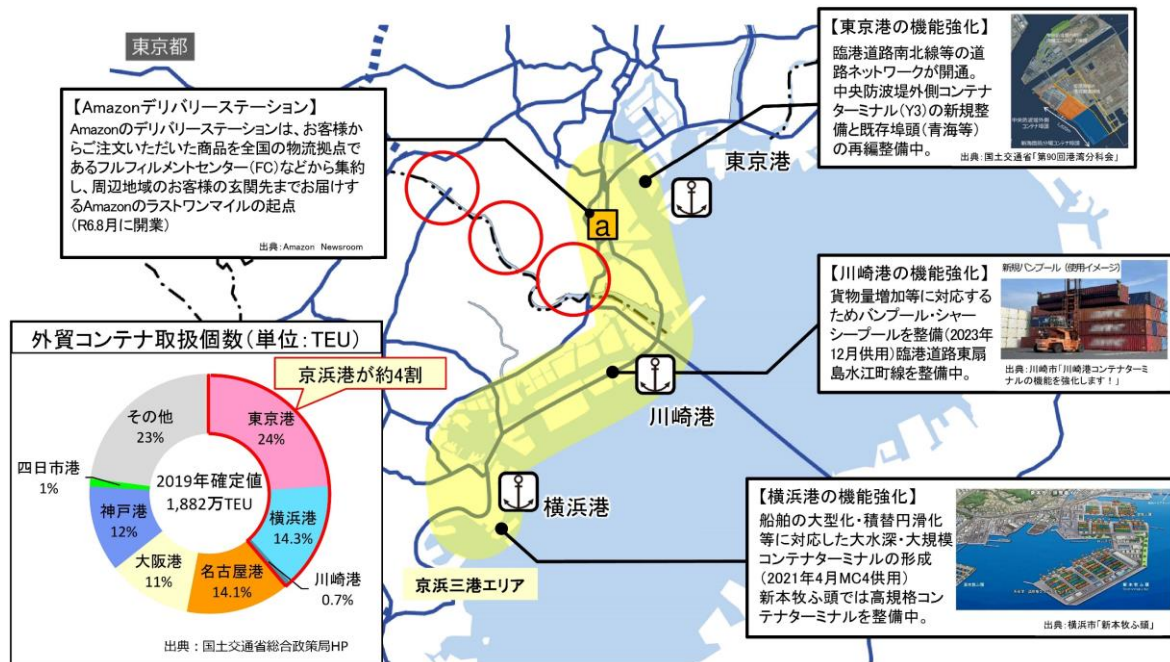 東京都
【Amazonデリバリーステーション】
Amazonのデリバリーステーションは、お客様か
らご注文いただいた商品を全国の物流拠点で
あるフルフィルメントセンター(FC)などから集約
し、周辺地域のお客様の玄関先までお届けす
るAmazonのラストワンマイルの起点
(R6.8月に開業)
出典:Amazon Newsroom
【東京港の機能強化】
臨港道路南北線等の道
路ネットワークが開通。
中央防波堤外側コンテナ
ターミナル(Y3)の新規整
備と既存埠頭(青海等)
の再編整備中。
出典:国土交通省「第90回港湾分科会」
東京港
a
【川崎港の機能強化】
貨物量増加等に対応する
ためバンプール・シャー
シープールを整備(2023年
12月供用)臨港道路東扇
島水江町線を整備中。
新規バンプール(使用イメージ)
出典:川崎市「川崎港コンテナターミ
ナルの機能を強化します!」
川崎港
外貿コンテナ取扱個数(単位:TEU)
京浜港が約4割
東京港
24%
横浜港
14.3%
川崎港
0.7%
名古屋港
14.1%
大阪港
11%
神戸港
12%
四日市港
1%
その他
23%
2019年確定値
1,882万TEU
出典:国土交通省総合政策局HP
横浜港
京浜三港エリア
【横浜港の機能強化】
船舶の大型化・積替円滑化
等に対応した大水深・大規模
コンテナターミナルの形成
(2021年4月MC4供用)
新本牧ふ頭では高規格コン
テナターミナルを整備中。
出典:横浜市「新本牧ふ頭」